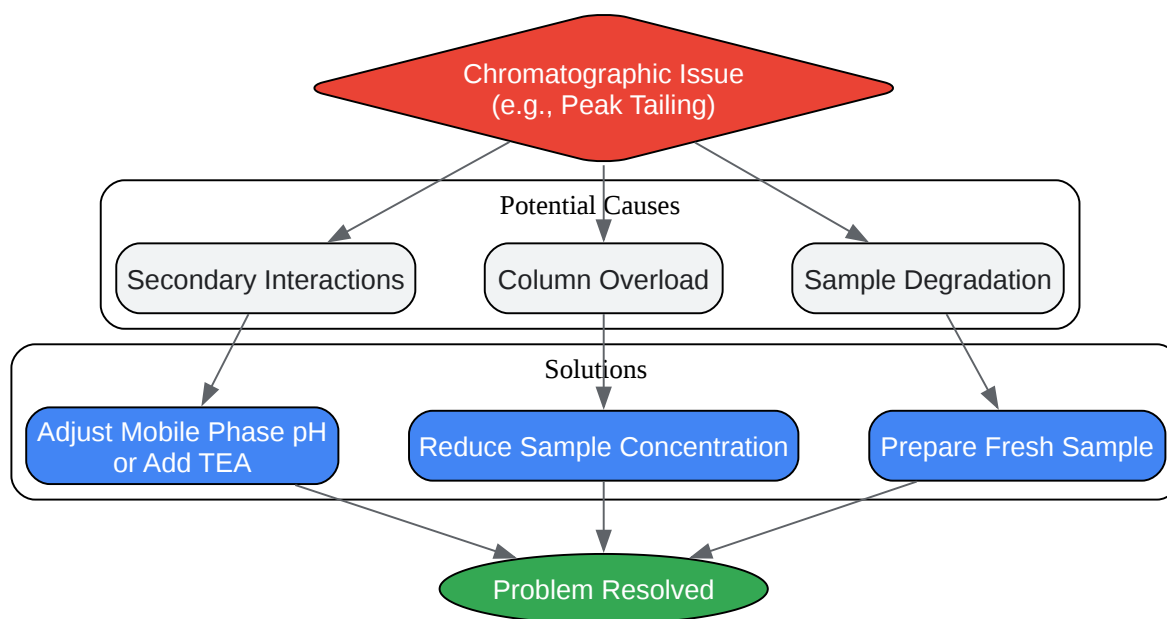 Chromatographic Issue
(e.g., Peak Tailing)
Potential Causes
Secondary Interactions
Column Overload
Sample Degradation
Solutions
Adjust Mobile Phase pH
or Add TEA
Reduce Sample Concentration
Prepare Fresh Sample
Problem Resolved